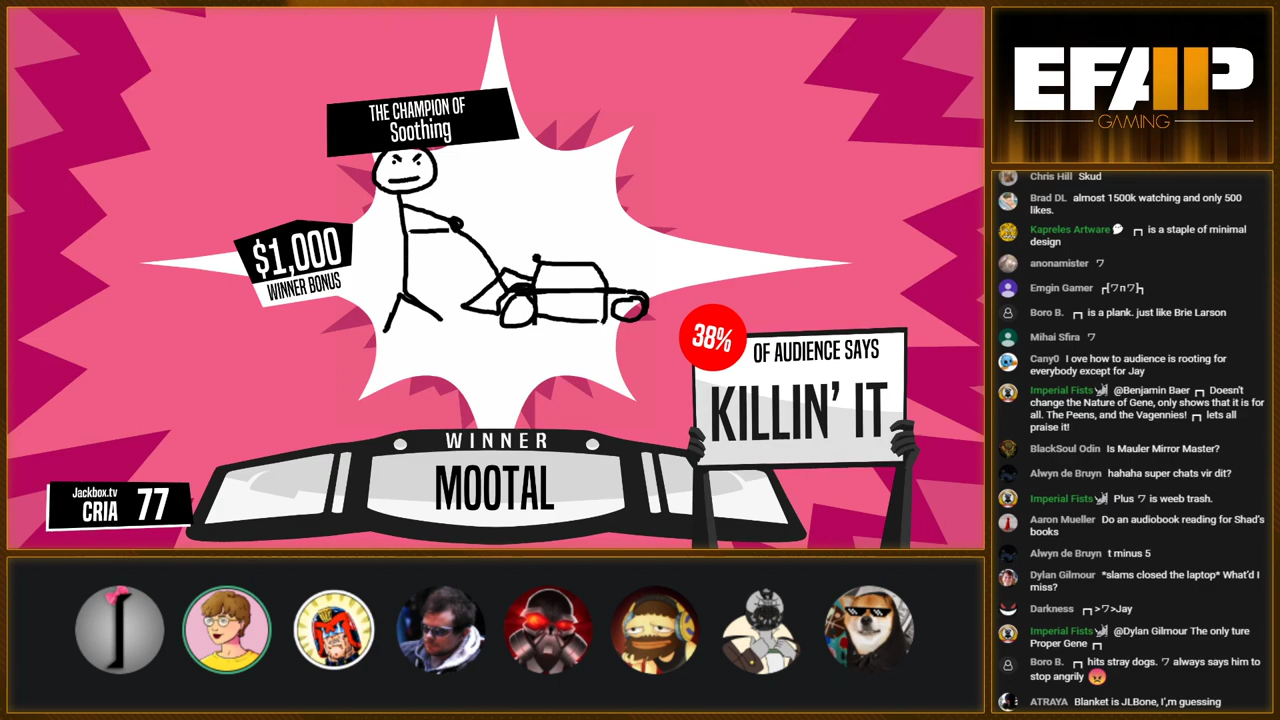 THE CHAMPION OF
Soothing
$1,000
WINNER BONUS
38%
OF AUDIENCE SAYS
KILLIN' IT
WINNER
MOOTAL
Jackbox.tv
CRIA
77
EFAP
GAMING
Chris Hill Skud
Brad DL almost 1500k watching and only 500
likes.
Kapreles Artware ┏┓ is a staple of minimal
design
anonamister ワ
Emgin Gamer ┏[ワnワ]┓
Boro B. ┏┓ is a plank. just like Brie Larson
Mihai Sfira ワ
Cany0 I ove how to audience is rooting for
everybody except for Jay
Imperial Fists @Benjamin Baer ┏┓ Doesn't
change the Nature of Gene, only shows that it is for
all. The Peens, and the Vagennies! ┏┓ lets all
praise it!
BlackSoul Odin Is Mauler Mirror Master?
Alwyn de Bruyn hahaha super chats vir dit?
Imperial Fists Plus ワ is weeb trash.
Aaron Mueller Do an audiobook reading for Shad's
books
Alwyn de Bruyn t minus 5
Dylan Gilmour *slams closed the laptop* What'd I
miss?
Darkness ┏┓>ワ>Jay
Imperial Fists @Dylan Gilmour The only ture
Proper Gene ┏┓
Boro B. ┏┓ hits stray dogs. ワ always says him to
stop angrily
ATRAYA Blanket is JLBone, I',m guessing